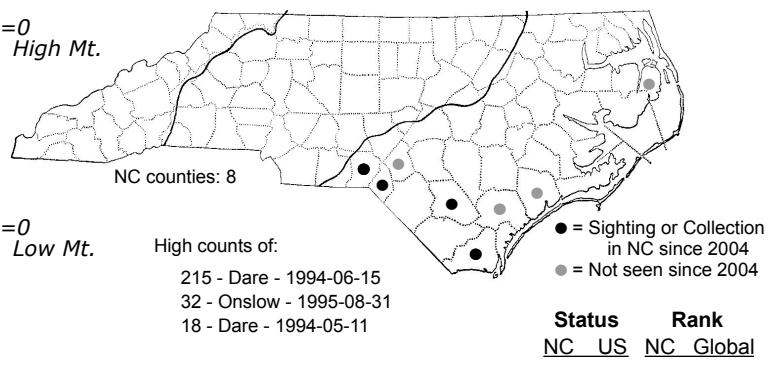 =0
High Mt.
NC counties: 8
=0
Low Mt.
High counts of:
215 - Dare - 1994-06-15
32 - Onslow - 1995-08-31
18 - Dare - 1994-05-11
= Sighting or Collection
in NC since 2004
= Not seen since 2004
Status Rank
NC US NC Global